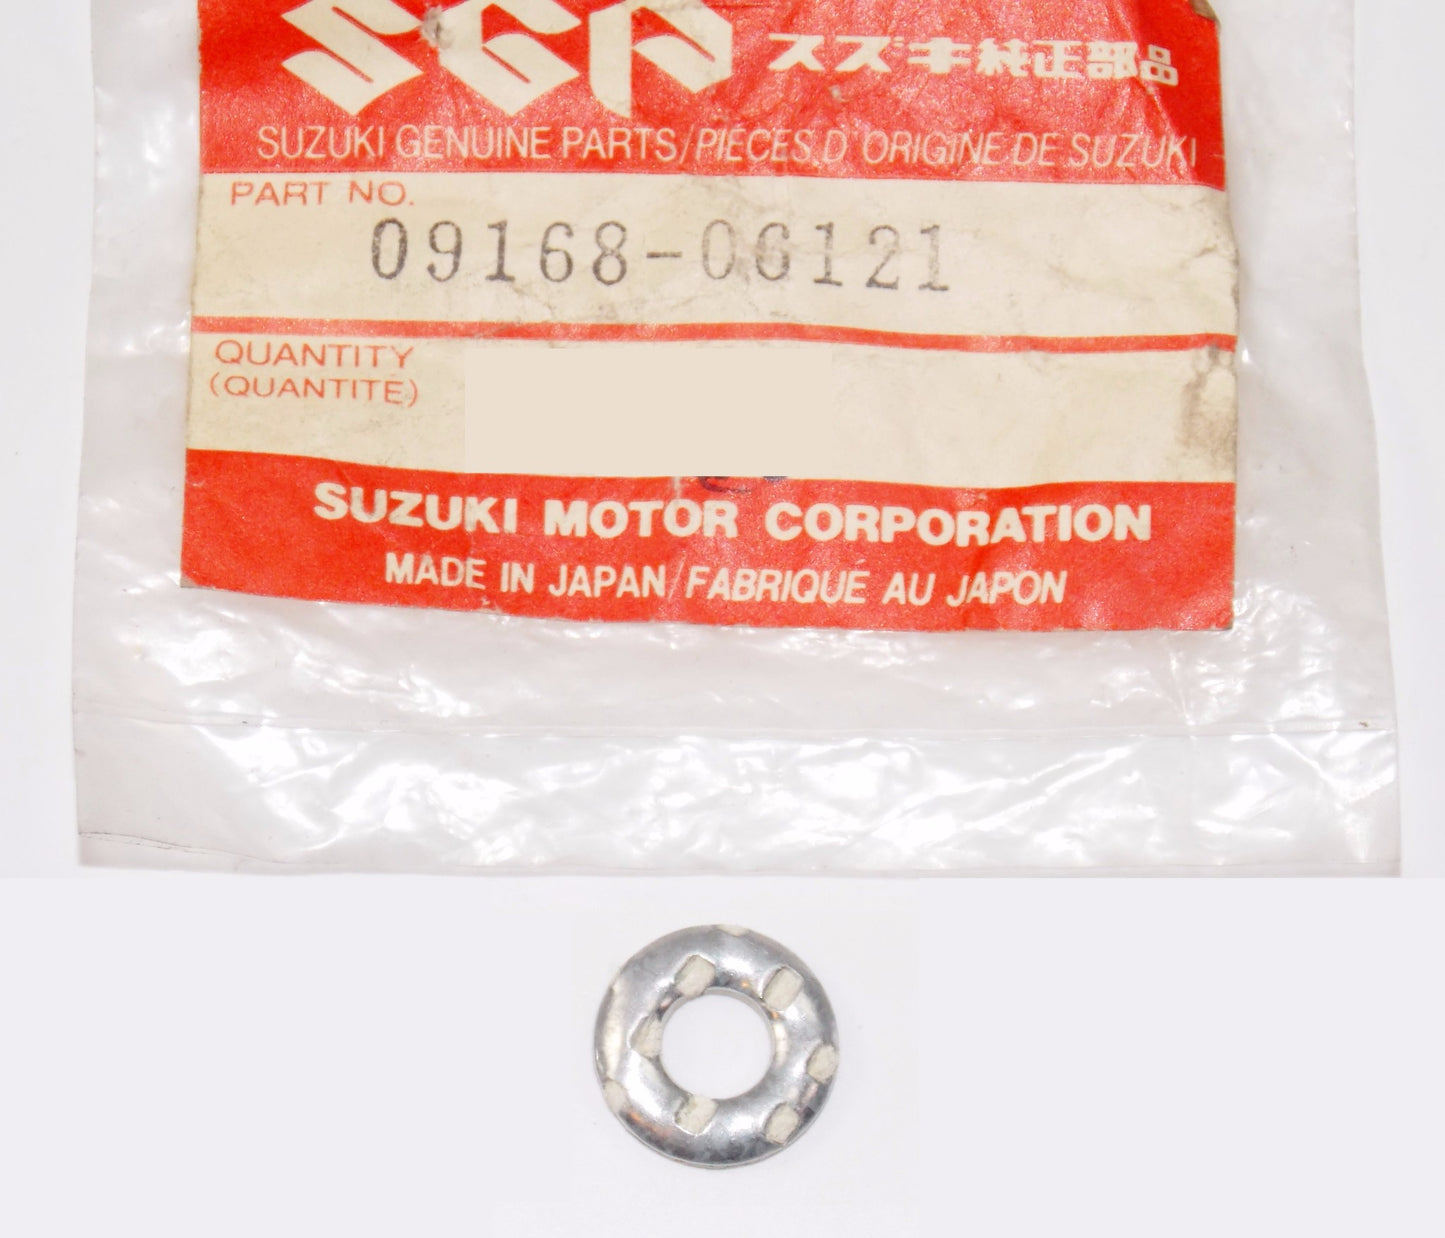 SGP スズキ純正部品
SUZUKI GENUINE PARTS/PIÈCES D'ORIGINE DE SUZUKI
PART NO.
09168-06121
QUANTITY
(QUANTITE)
SUZUKI MOTOR CORPORATION
MADE IN JAPAN/FABRIQUÉ AU JAPON